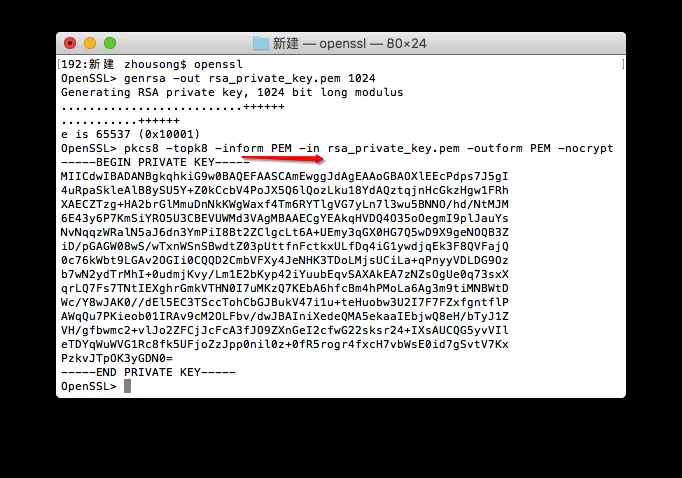 新建 — openssl — 80×24
[192:新建 zhousong$ openssl ]
OpenSSL> genrsa -out rsa_private_key.pem 1024
Generating RSA private key, 1024 bit long modulus
..........................++++++
...........++++++
e is 65537 (0x10001)
OpenSSL> pkcs8 -topk8 -inform PEM -in rsa_private_key.pem -outform PEM -nocrypt
-----BEGIN PRIVATE KEY-----
MIICdwIBADANBgkqhkiG9w0BAQEFAASCAmEwggJdAgEAAoGBAOXlEEcPdps7J5gI
4uRpaSkleAlB8ySU5Y+Z0kCcbV4PoJX5Q6lQozLku18YdAQztqjnHcGkzHgw1FRh
XAECZTzg+HA2brGlMmuDnNkKWgWaxf4Tm6RYTlgVG7yLn7l3wu5BNNO/hd/NtMJM
6E43y6P7KmSiYRO5U3CBEVUWMd3VAgMBAAECgYEAkqHVDQ4O35oOegmI9plJauYs
NvNqqzWRalN5aJ6dn3YmPiI8Bt2ZClgcLt6A+UEmy3qGX0HG7Q5wD9X9geNOQB3Z
iD/pGAGW08wS/wTxnWSnSBwdtZ03pUttfnFctkxULfDq4iG1ywdjqEk3F8QVFajQ
0c76kWbt9LGAv2OGIi0CQQD2CmbVFXy4JeNHK3TDoLMjsUCiLa+qPnyyVDLDG9Oz
b7wN2ydTrMhI+0udmjKvy/Lm1E2bKyp42iYuubEqvSAXAkEA7zNZsOgUe0q73sxX
qrLQ7Fs7TNtIEXghrGmkVTHN0I7uMKzQ7KEbA6hfcBm4hPMoLa6Ag3m9tiMNBWtD
Wc/Y8wJAK0//dEl5EC3TSccTohCbGJBukV47i1u+teHuobw3U2I7F7FZxfgntflP
AWqQu7PKieob01IRAv9cM2OLFbv/dwJBAIniXedeQMA5ekaaIEbjwQ8eH/bTyJ1Z
VH/gfbwmc2+vlJo2ZFCjJcFcA3fJO9ZXnGeI2cfwG22sksr24+IXsAUCQG5yvVIl
eTDYqWuWVG1Rc8fk5UFjoZzJpp0nil0z+0fR5rogr4fxcH7vbWsE0id7gSvtV7Kx
PzkvJTpOK3yGDN0=
-----END PRIVATE KEY-----
OpenSSL>